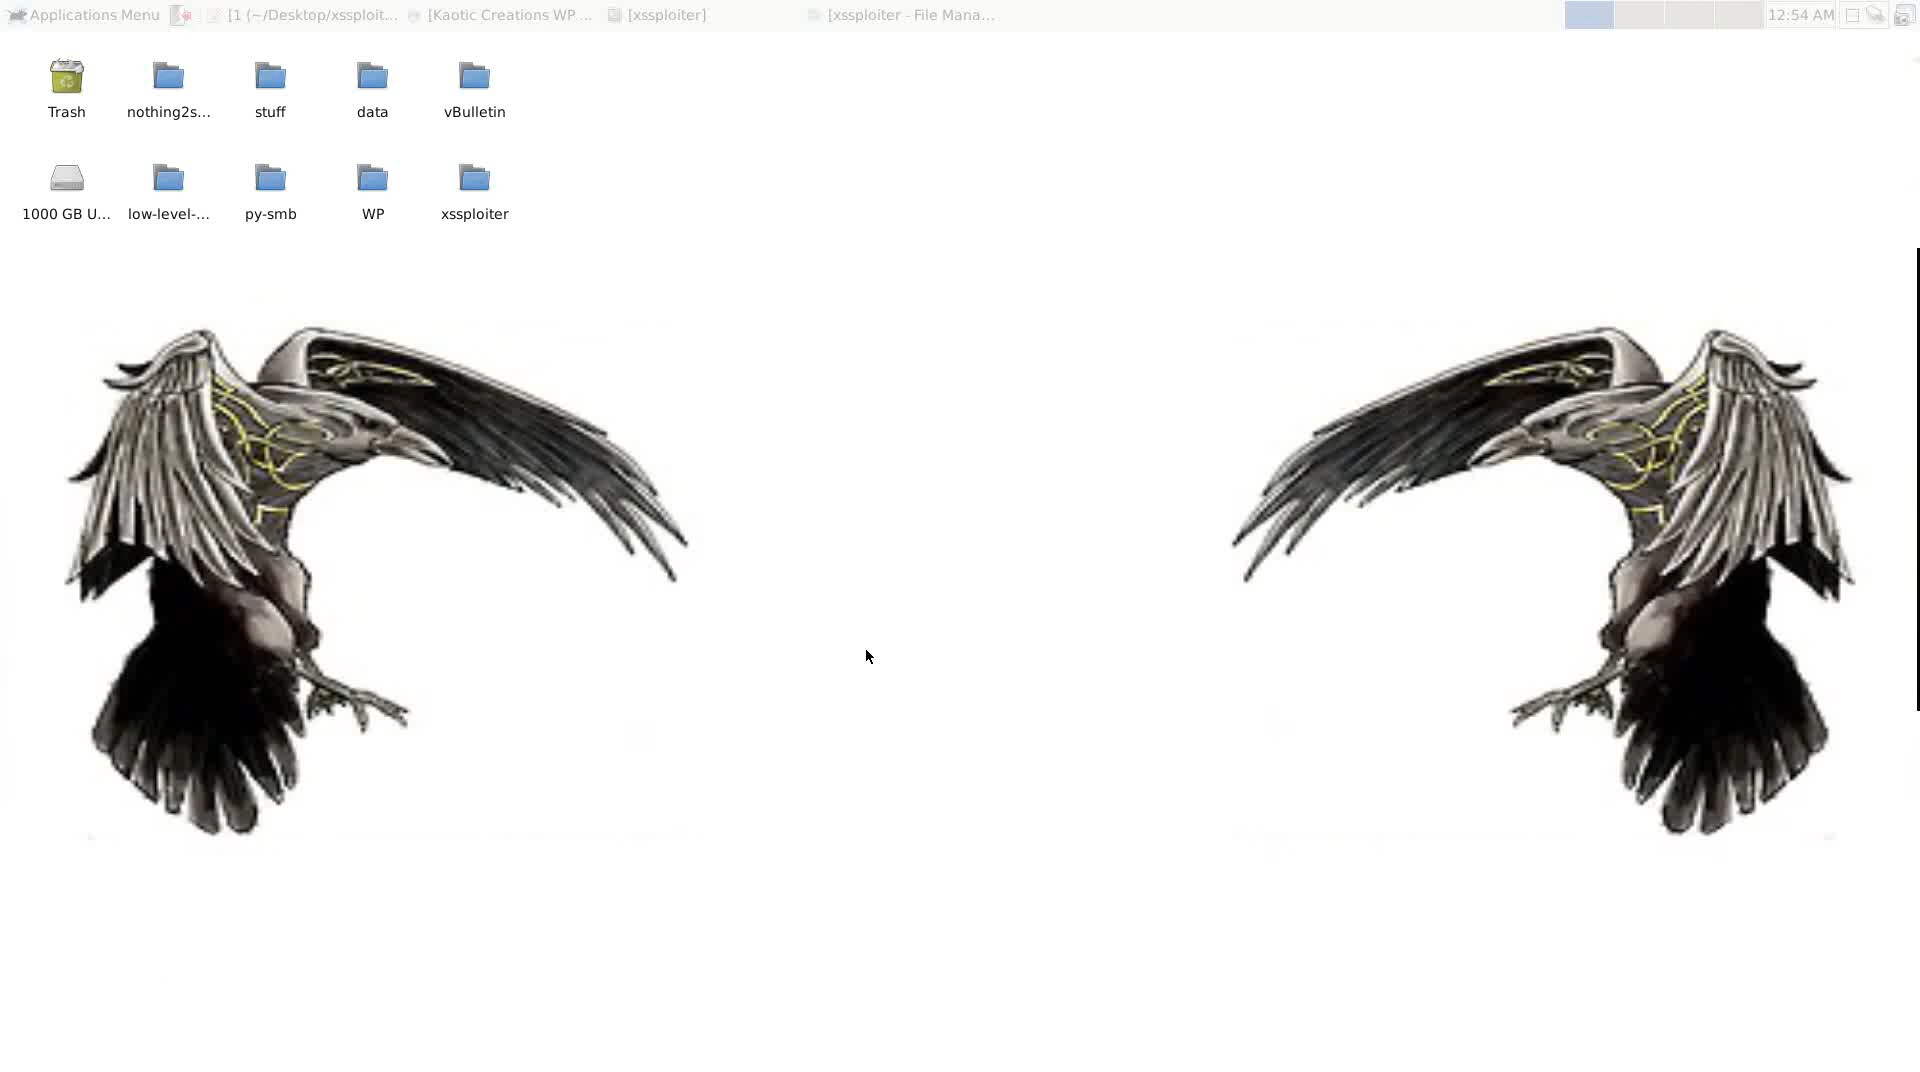 Applications Menu [1 (~/Desktop/xssploit... [Kaotic Creations WP ... [xssploiter] [xssploiter - File Mana... 12:54 AM
Trash nothing2s... stuff data vBulletin
1000 GB U... low-level-... py-smb WP xssploiter